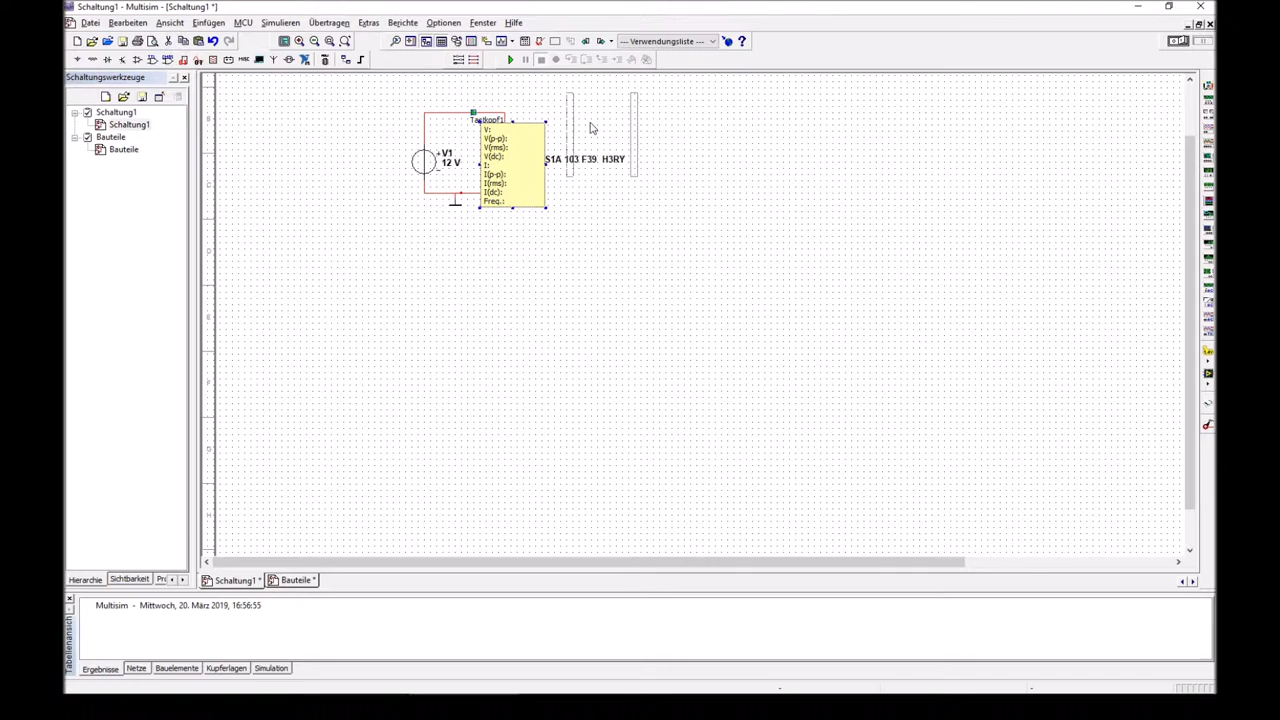 Schaltung1 - Multisim - [Schaltung1 *]
Datei Bearbeiten Ansicht Einfügen MCU Simulieren Übertragen Extras Berichte Optionen Fenster Hilfe
--- Verwendungsliste ---
Schaltungswerkzeuge
Schaltung1
Schaltung1
Bauteile
Bauteile
Tastkopf1
V:
V(p-p):
V(rms):
V(dc):
I:
I(p-p):
I(rms):
I(dc):
Freq.:
V1
12 V
Hierarchie Sichtbarkeit
Schaltung1 * Bauteile *
Multisim - Mittwoch, 20. März 2019, 16:56:55
Tabellenansicht
Ergebnisse Netze Bauelemente Kupferlagen Simulation